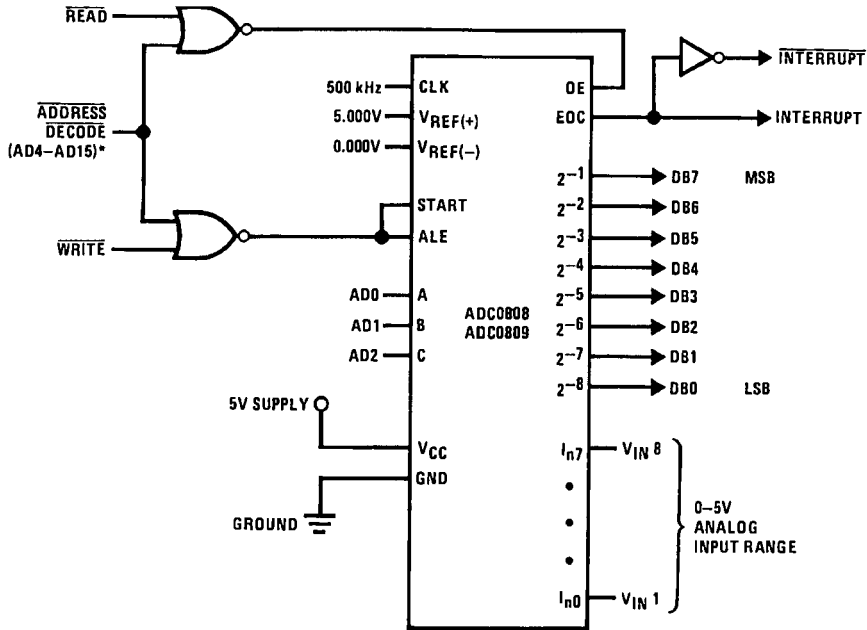 READ
ADDRESS
DECODE
(AD4–AD15)*
WRITE
500 kHz
5.000V
0.000V
CLK
VREF(+)
VREF(−)
START
ALE
AD0
AD1
AD2
A
B
C
5V SUPPLY
VCC
GND
GROUND
ADC0808
ADC0809
OE
EOC
INTERRUPT
INTERRUPT
2−1 DB7 MSB
2−2 DB6
2−3 DB5
2−4 DB4
2−5 DB3
2−6 DB2
2−7 DB1
2−8 DB0 LSB
In7 VIN 8
In0 VIN 1
0–5V
ANALOG
INPUT RANGE